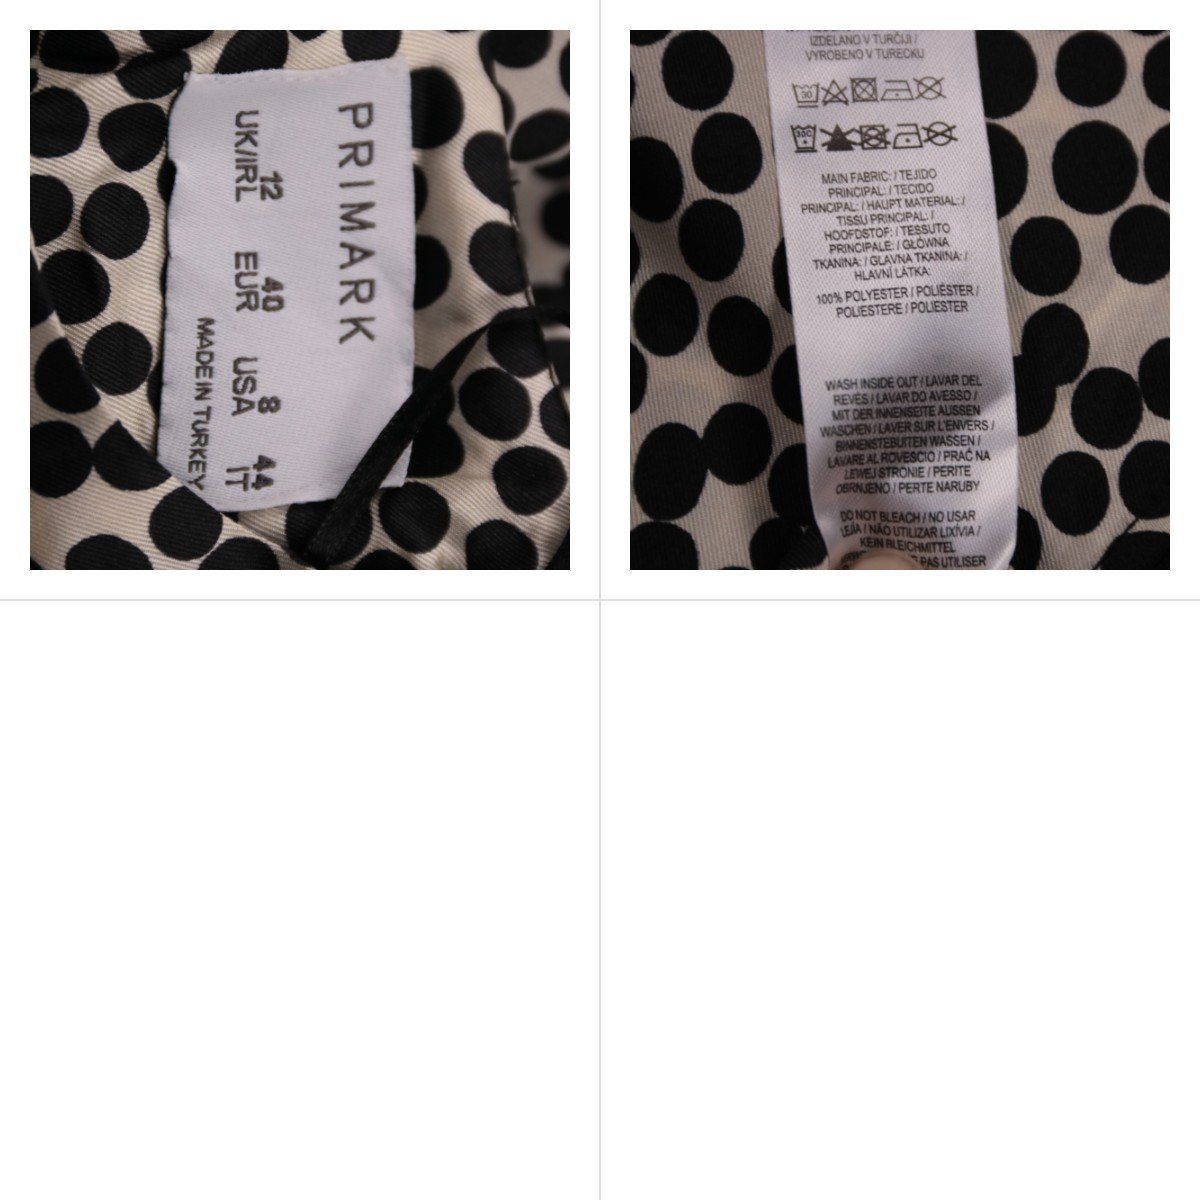 PRIMARK
12 40 8 44
UK/IRL EUR USA IT
MADE IN TURKEY
IZDELANO V TURČIJI /
VYROBENO V TURECKU
30
30C
MAIN FABRIC: / TEJIDO
PRINCIPAL: / TECIDO
PRINCIPAL: / HAUPT MATERIAL: /
TISSU PRINCIPAL: /
HOOFDSTOF: / TESSUTO
PRINCIPALE: / GŁÓWNA
TKANINA: / GLAVNA TKANINA: /
HLAVNÍ LÁTKA:
100% POLYESTER / POLIÉSTER /
POLIESTERE / POLIESTER
WASH INSIDE OUT / LAVAR DEL
REVÉS / LAVAR DO AVESSO /
MIT DER INNENSEITE AUSSEN
WASCHEN / LAVER SUR L'ENVERS /
BINNENSTEBUITEN WASSEN /
LAVARE AL ROVESCIO / PRAĆ NA
LEWEJ STRONIE / PERITE
OBRNJENO / PERTE NARUBY
DO NOT BLEACH / NO USAR
LEJÍA / NÃO UTILIZAR LIXÍVIA /
KEIN BLEICHMITTEL
PAS UTILISER